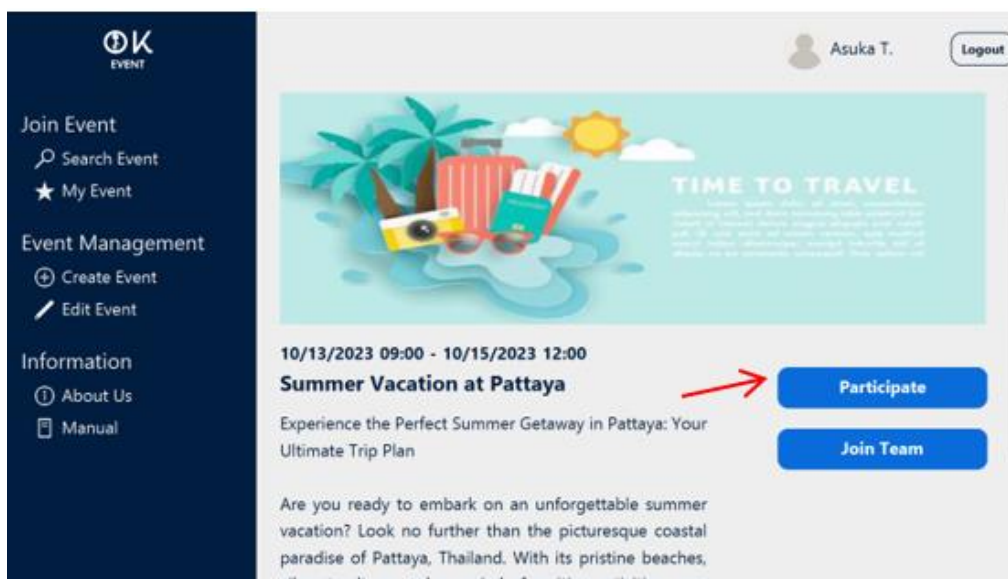 OK
EVENT
Asuka T.
Logout
Join Event
Search Event
My Event
Event Management
Create Event
Edit Event
Information
About Us
Manual
TIME TO TRAVEL
10/13/2023 09:00 - 10/15/2023 12:00
Summer Vacation at Pattaya
Participate
Join Team
Experience the Perfect Summer Getaway in Pattaya: Your
Ultimate Trip Plan
Are you ready to embark on an unforgettable summer
vacation? Look no further than the picturesque coastal
paradise of Pattaya, Thailand. With its pristine beaches,